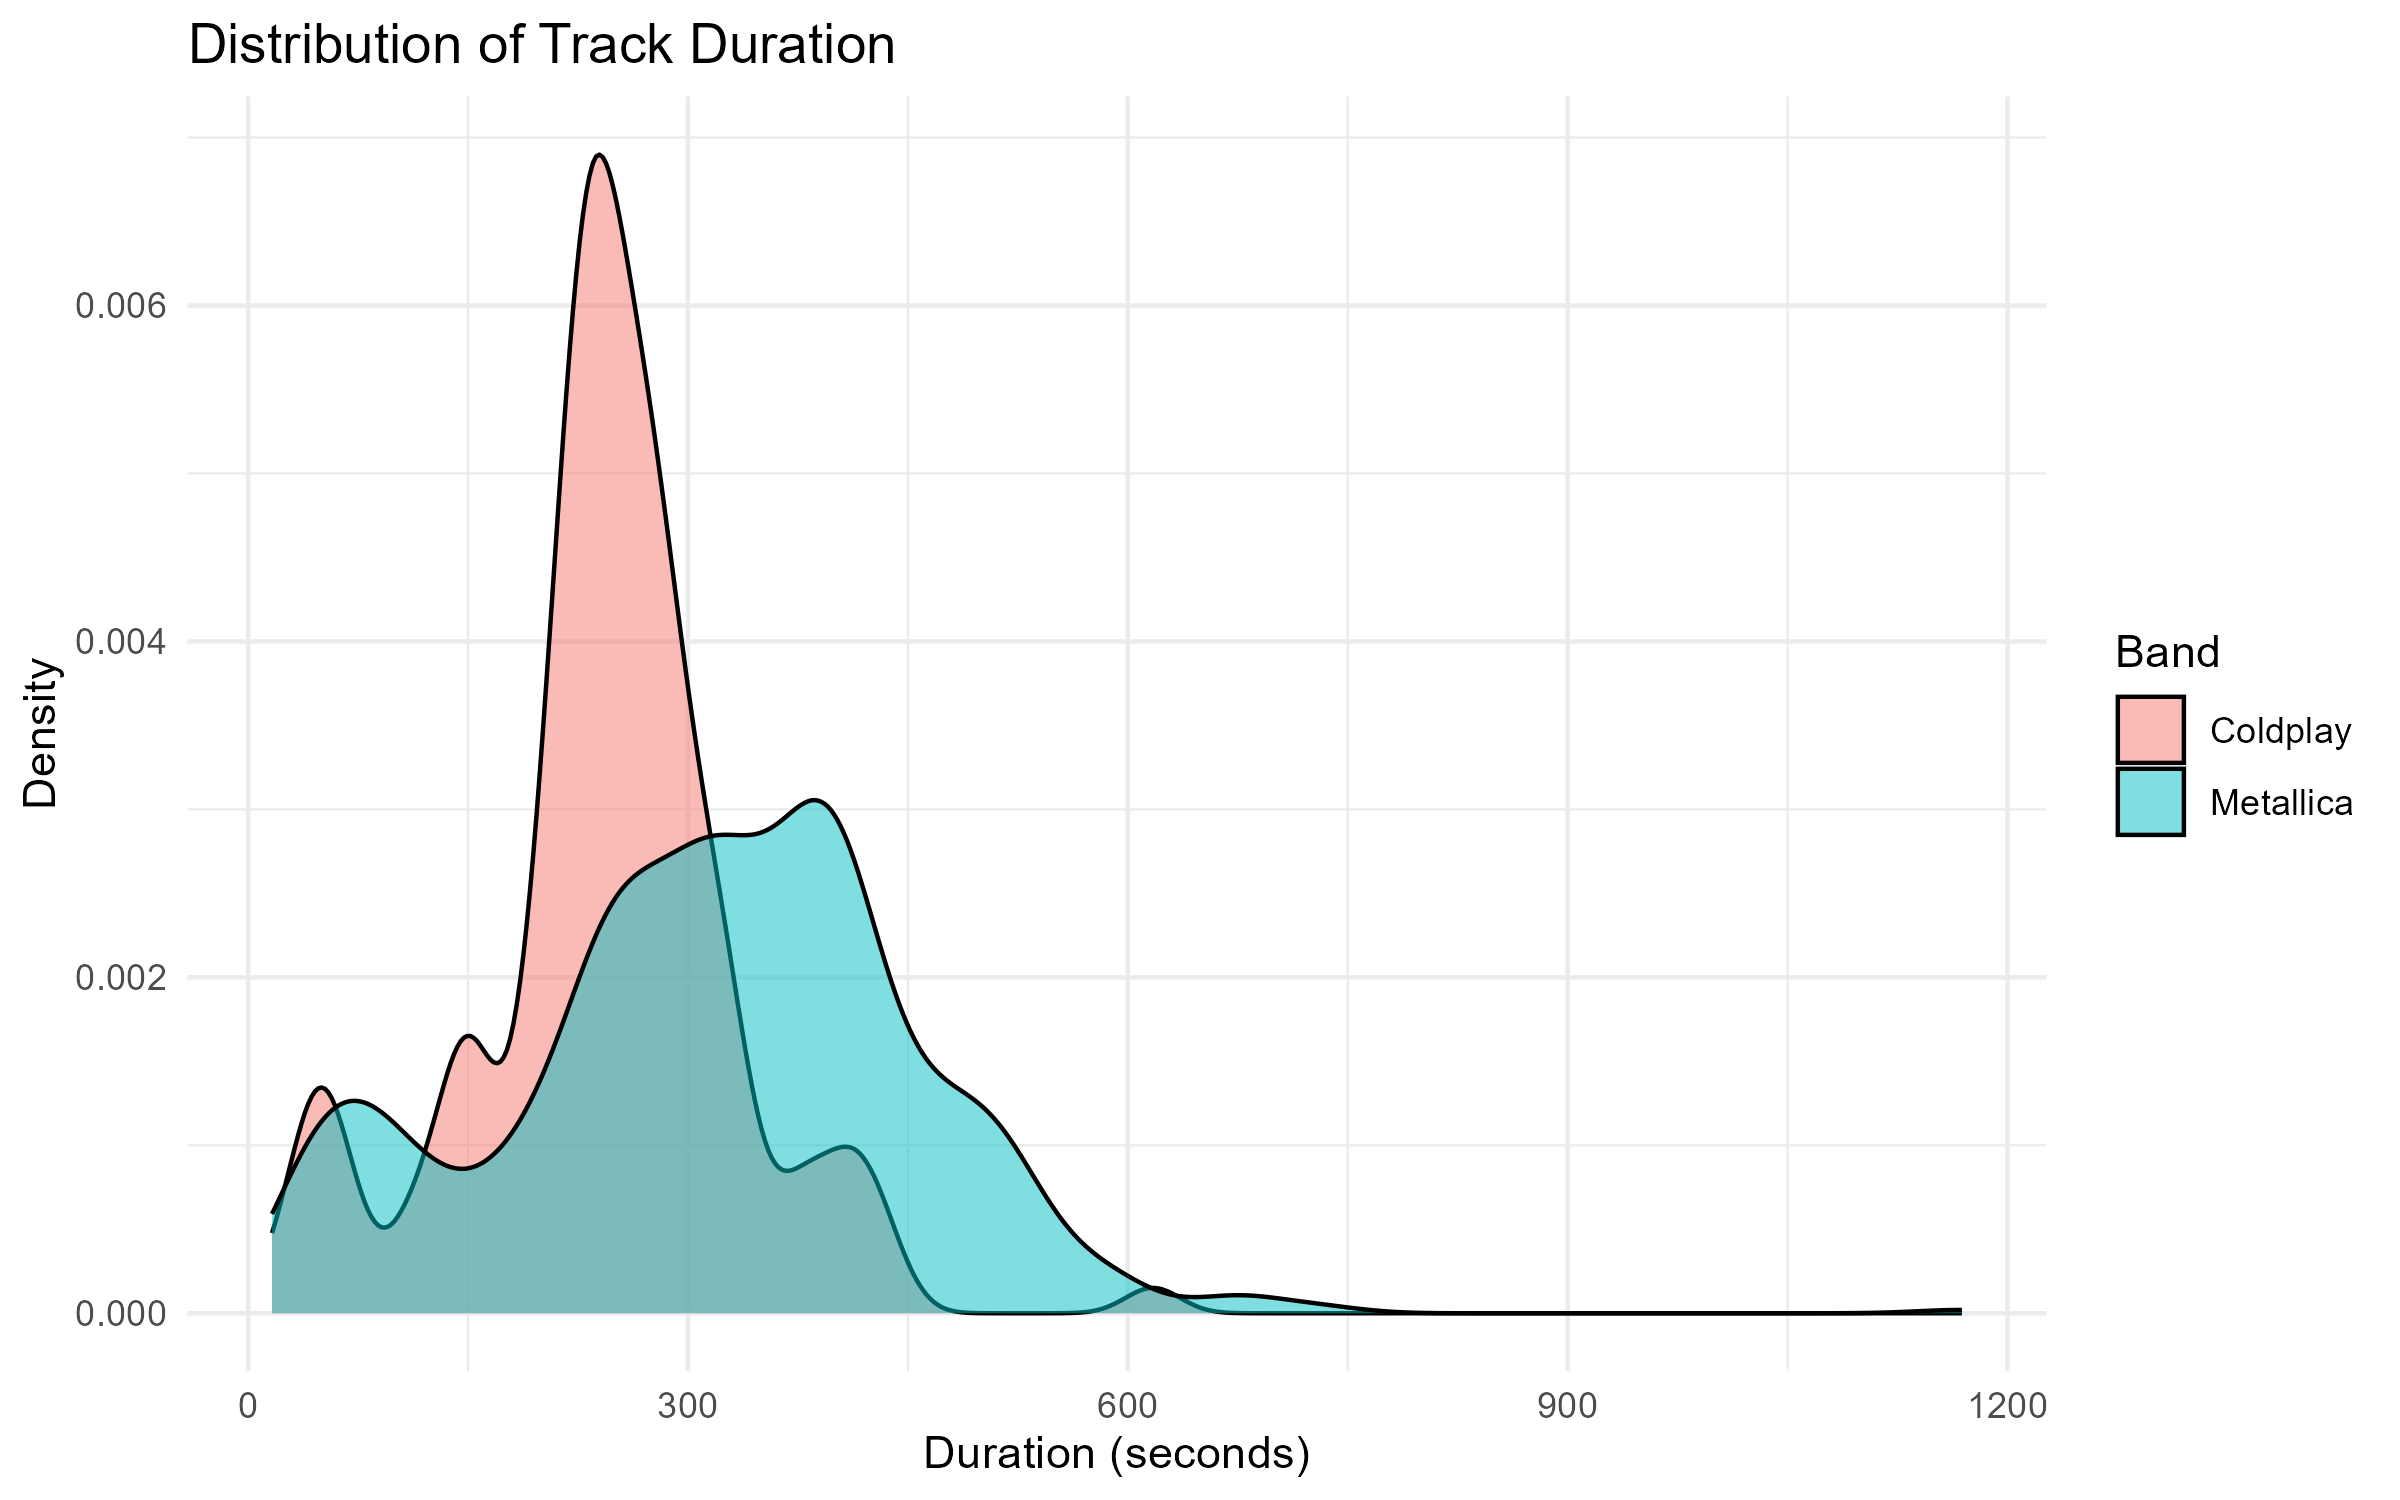 Distribution of Track Duration
0.006
0.004
0.002
0.000
Density
0 300 600 900 1200
Duration (seconds)
Band
Coldplay
Metallica